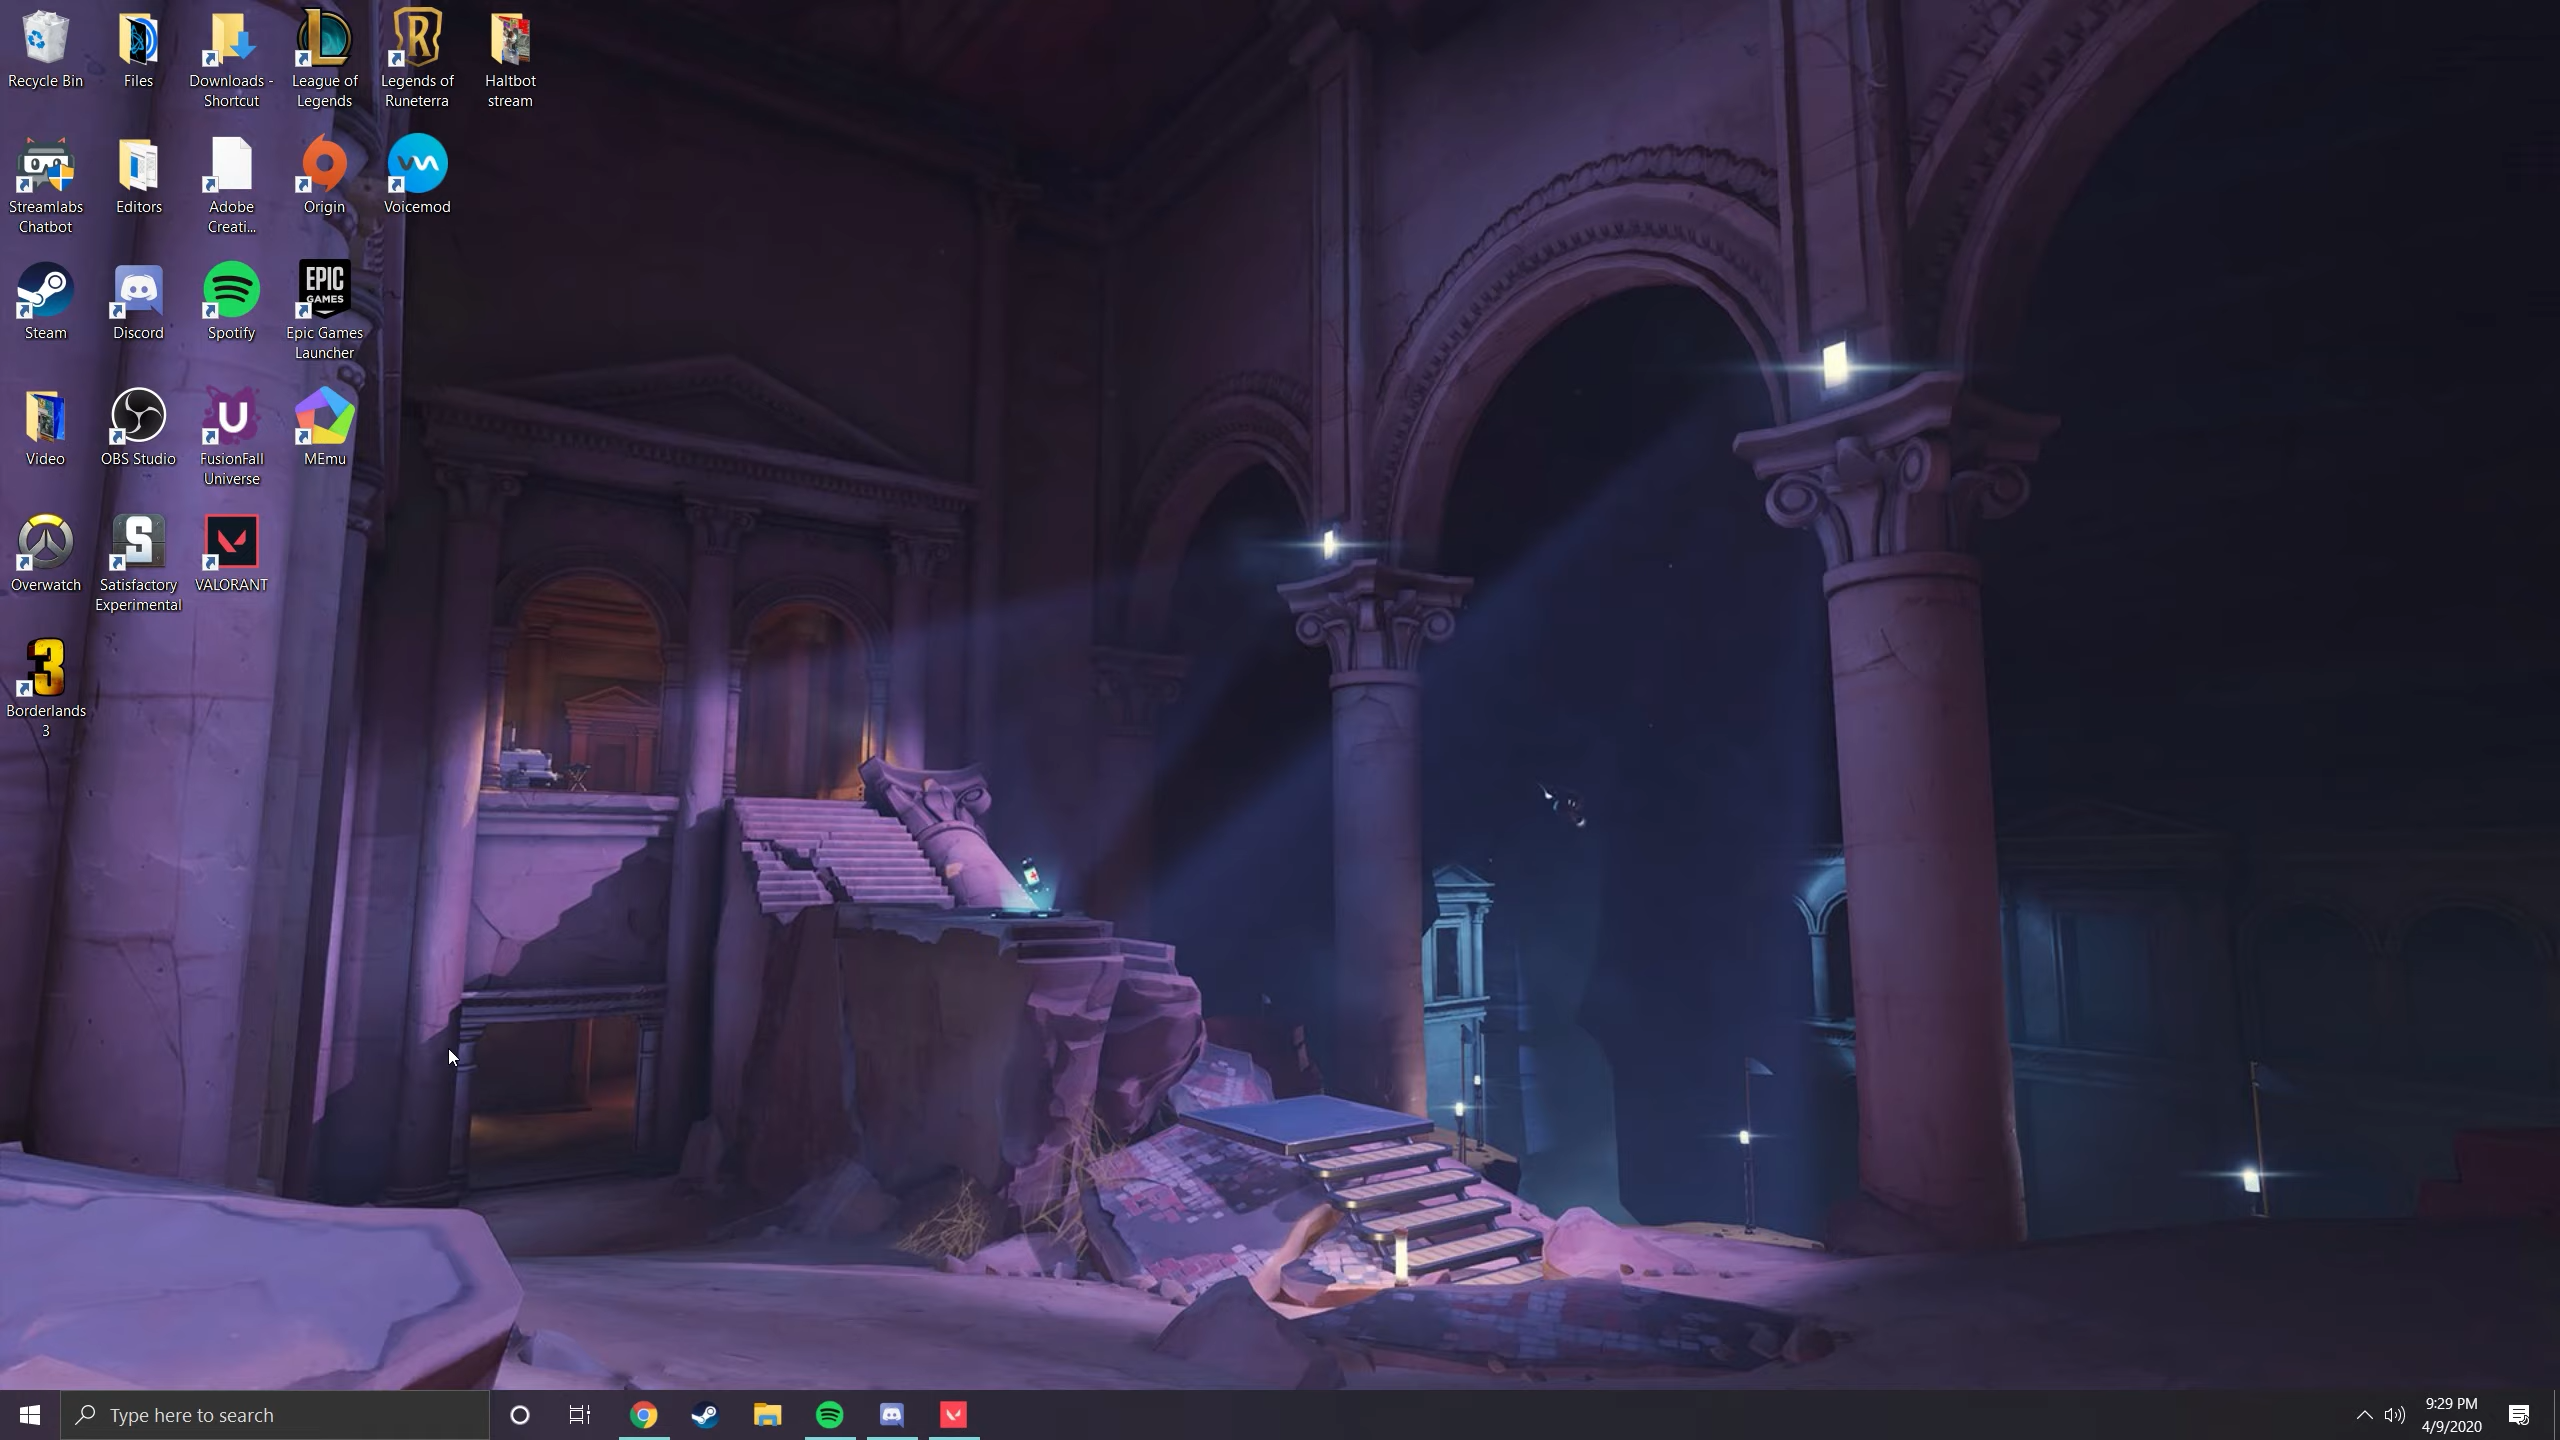 Recycle Bin
Files
Downloads -
Shortcut
League of
Legends
Legends of
Runeterra
Haltbot
stream
Streamlabs
Chatbot
Editors
Adobe
Creati...
Origin
Voicemod
Steam
Discord
Spotify
EPIC
GAMES
Epic Games
Launcher
Video
OBS Studio
FusionFall
Universe
MEmu
Overwatch
Satisfactory
Experimental
VALORANT
3
Borderlands
3
Type here to search
9:29 PM
4/9/2020